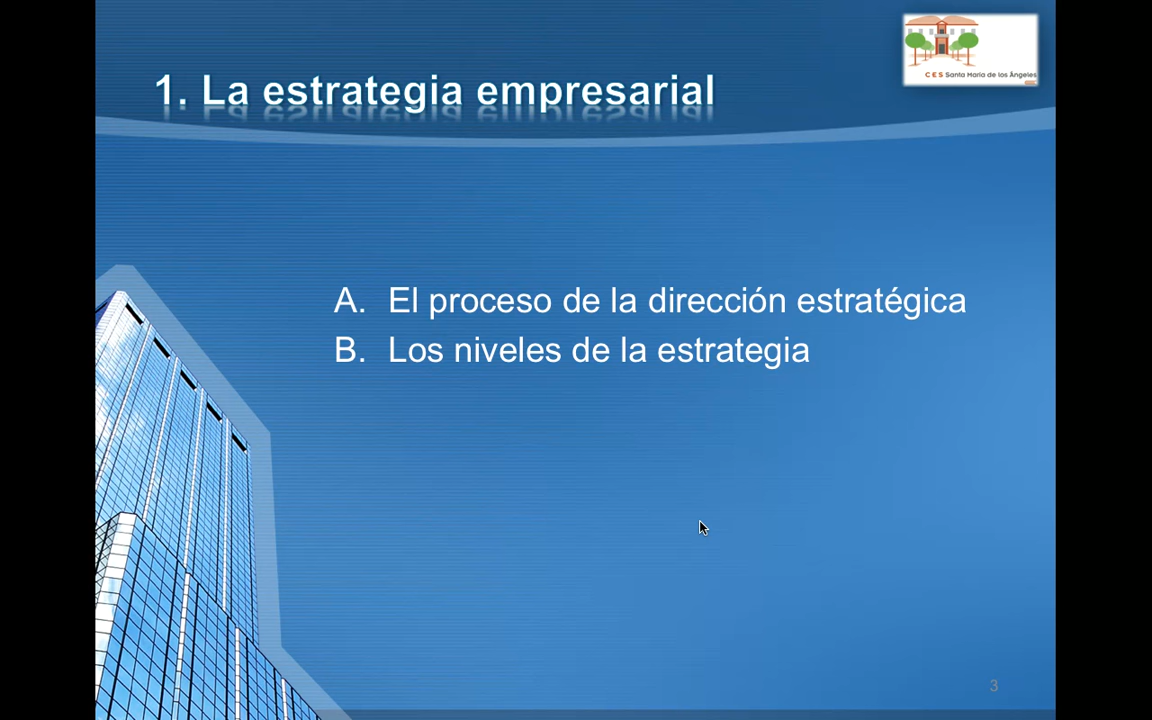 CES Santa María de los Ángeles
1. La estrategia empresarial
A. El proceso de la dirección estratégica
B. Los niveles de la estrategia
3